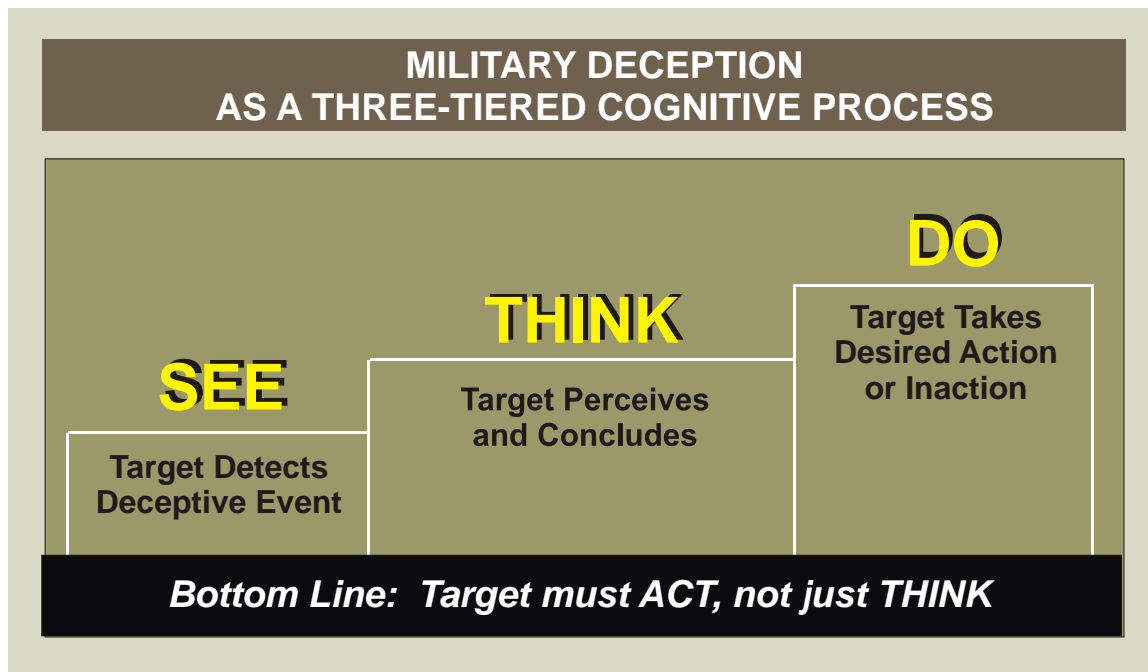 MILITARY DECEPTION
AS A THREE-TIERED COGNITIVE PROCESS
SEE
Target Detects
Deceptive Event
THINK
Target Perceives
and Concludes
DO
Target Takes
Desired Action
or Inaction
Bottom Line: Target must ACT, not just THINK